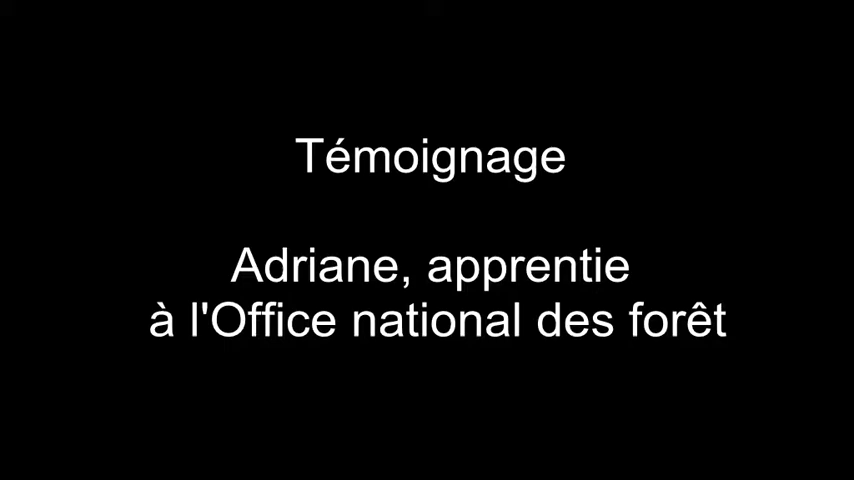 Témoignage
Adriane, apprentie
à l'Office national des forêt